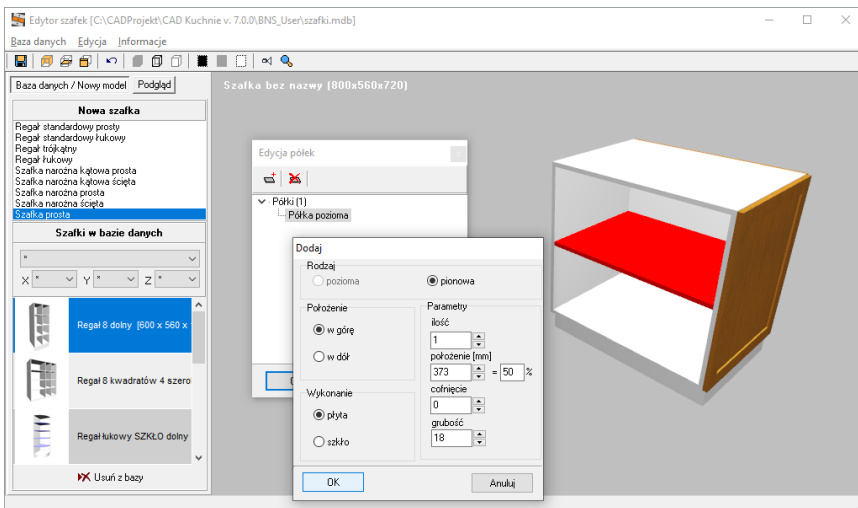 Edytor szafek [C:\CADProjekt\CAD Kuchnie v. 7.0.0\BNS_User\szafki.mdb]
Baza danych Edycja Informacje
Baza danych / Nowy model Podgląd
Szafka bez nazwy (800x560x720)
Nowa szafka
Regał standardowy prosty
Regał standardowy łukowy
Regał trójkątny
Regał łukowy
Szafka narożna kątowa prosta
Szafka narożna kątowa ścięta
Szafka narożna prosta
Szafka narożna ścięta
Szafka prosta
Szafki w bazie danych
*
X * Y * Z *
Regał 8 dolny [600 x 560 x
Regał 8 kwadratów 4 szero
Regał łukowy SZKŁO dolny
Usuń z bazy
Edycja półek
Półki (1)
Półka pozioma
Dodaj
Rodzaj
pozioma pionowa
Położenie
w górę
w dół
Wykonanie
płyta
szkło
Parametry
ilość
1
położenie [mm]
373 = 50 %
cofnięcie
0
grubość
18
OK Anuluj